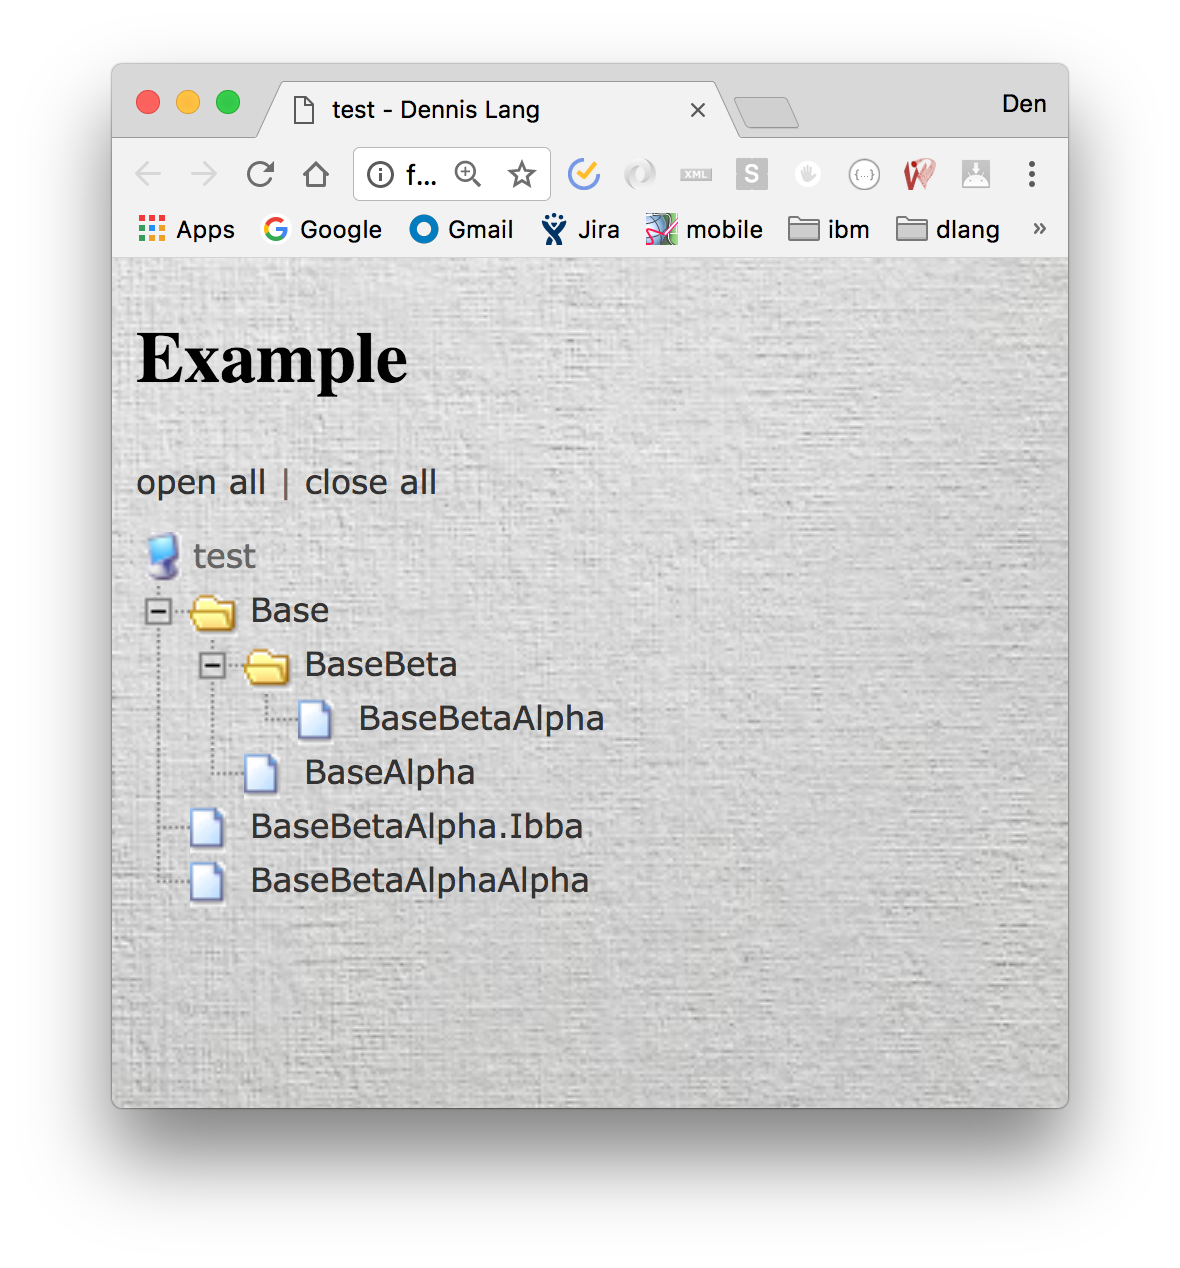 test - Dennis Lang
Den
f...
XML
S
{...}
W
Apps Google Gmail Jira mobile ibm dlang »
Example
open all | close all
test
Base
BaseBeta
BaseBetaAlpha
BaseAlpha
BaseBetaAlpha.Ibba
BaseBetaAlphaAlpha